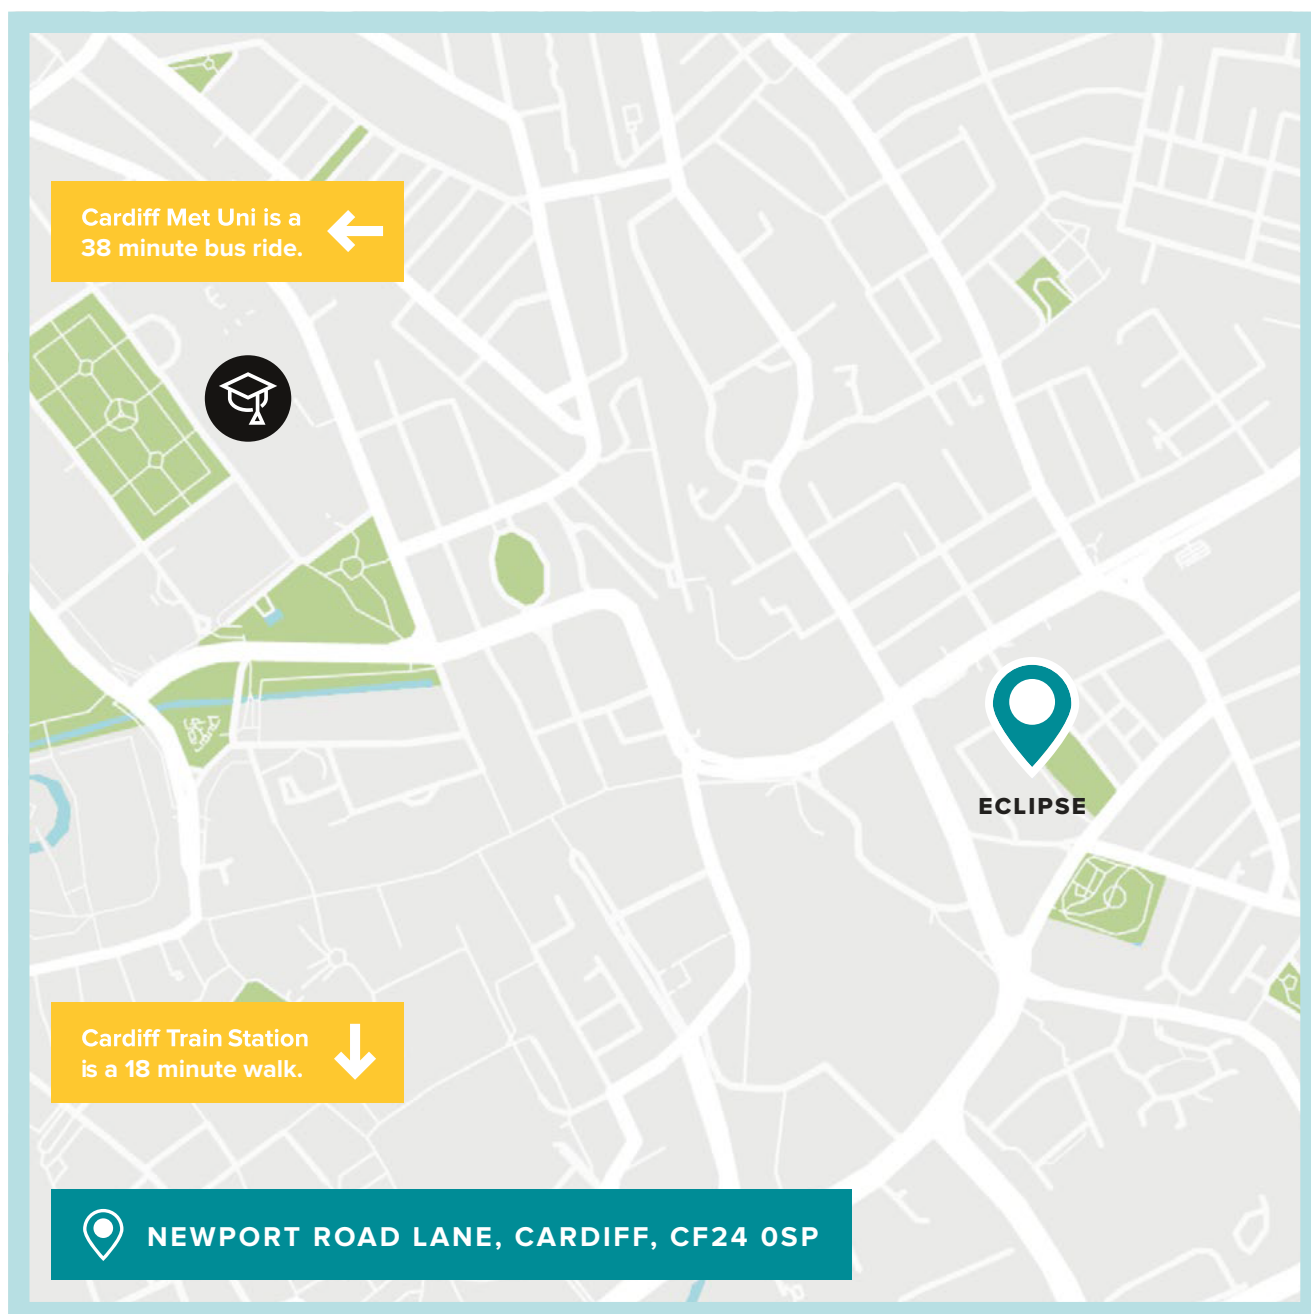 Cardiff Met Uni is a
38 minute bus ride.
ECLIPSE
Cardiff Train Station
is a 18 minute walk.
NEWPORT ROAD LANE, CARDIFF, CF24 0SP